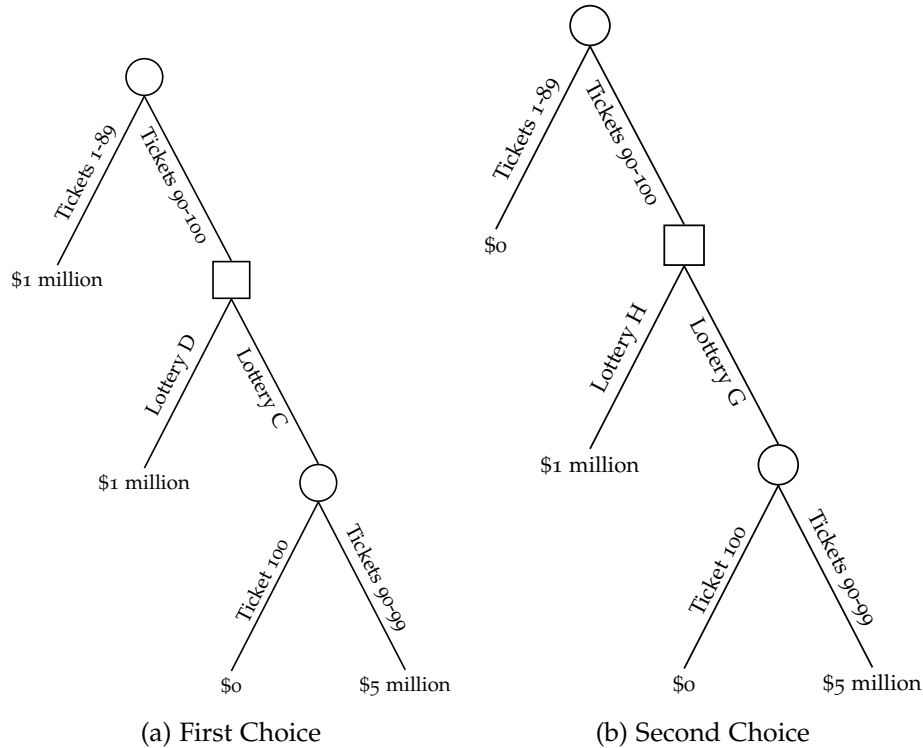 Tickets 1-89
Tickets 90-100
$1 million
Lottery D
Lottery C
$1 million
Ticket 100
Tickets 90-99
$0
$5 million
(a) First Choice
Tickets 1-89
Tickets 90-100
$0
Lottery H
Lottery G
$1 million
Ticket 100
Tickets 90-99
$0
$5 million
(b) Second Choice